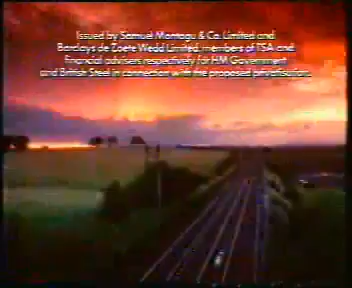 Issued by Samuel Montagu & Co. Limited and
Barclays de Zoete Wedd Limited, members of TSA and
financial advisers respectively for HM Government
and British Steel in connection with the proposed privatisation.